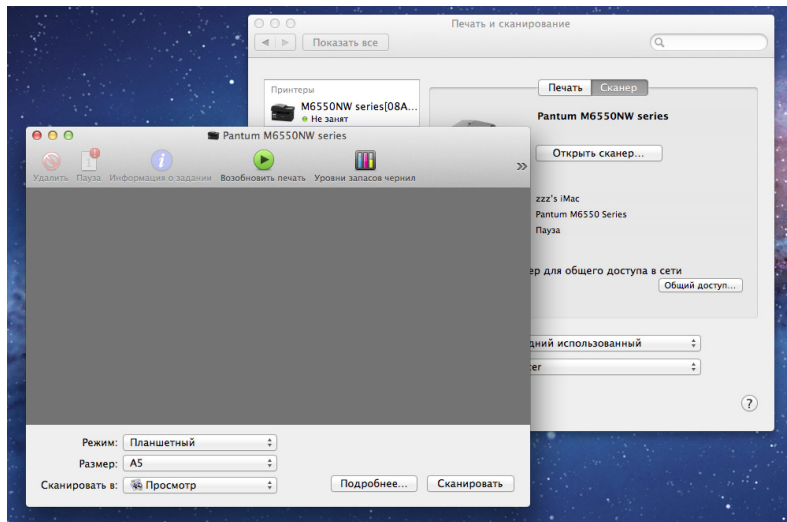 Печать и сканирование
Показать все
Принтеры
M6550NW series[08A...
Не занят
Печать Сканер
Pantum M6550NW series
Открыть сканер...
zzz's iMac
Pantum M6550 Series
Пауза
ер для общего доступа в сети
Общий доступ...
дний использованный
er
?
Pantum M6550NW series
Удалить Пауза Информация о задании Возобновить печать Уровни запасов чернил
Режим: Планшетный
Размер: A5
Сканировать в: Просмотр
Подробнее... Сканировать